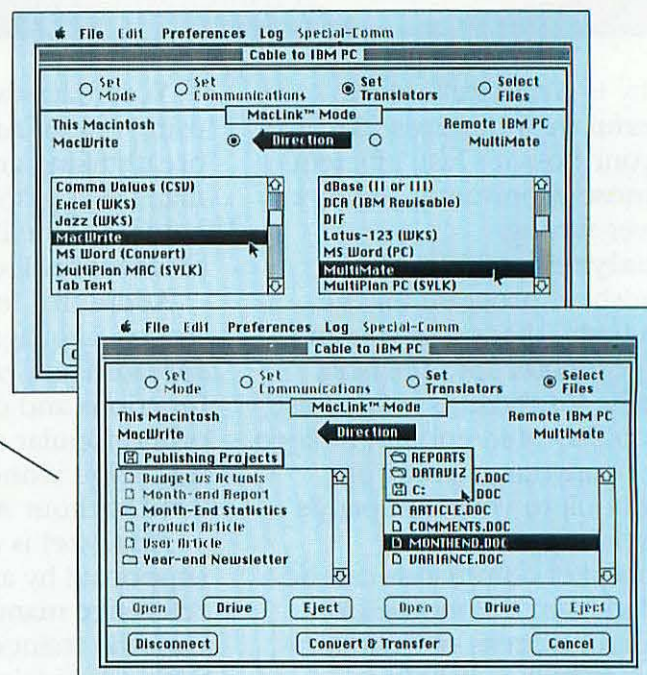 File Edit Preferences Log Special-Comm
Cable to IBM PC
Set Mode Set Communications Set Translators Select Files
MacLink™ Mode
This Macintosh Remote IBM PC
MacWrite Direction MultiMate
Comma Values (CSV)
Excel (WKS)
Jazz (WKS)
MacWrite
MS Word (Convert)
MultiPlan MAC (SYLK)
Tab Text
dBase (II or III)
DCA (IBM Revisable)
DIF
Lotus-123 (WKS)
MS Word (PC)
MultiMate
MultiPlan PC (SYLK)
File Edit Preferences Log Special-Comm
Cable to IBM PC
Set Mode Set Communications Set Translators Select Files
MacLink™ Mode
This Macintosh Remote IBM PC
MacWrite Direction MultiMate
Publishing Projects
Budget vs Actuals
Month-end Report
Month-End Statistics
Product Article
User Article
Year-end Newsletter
REPORTS
DATAVIZ
C:
.DOC
ARTICLE.DOC
COMMENTS.DOC
MONTHEND.DOC
VARIANCE.DOC
Open Drive Eject Open Drive Eject
Disconnect Convert & Transfer Cancel